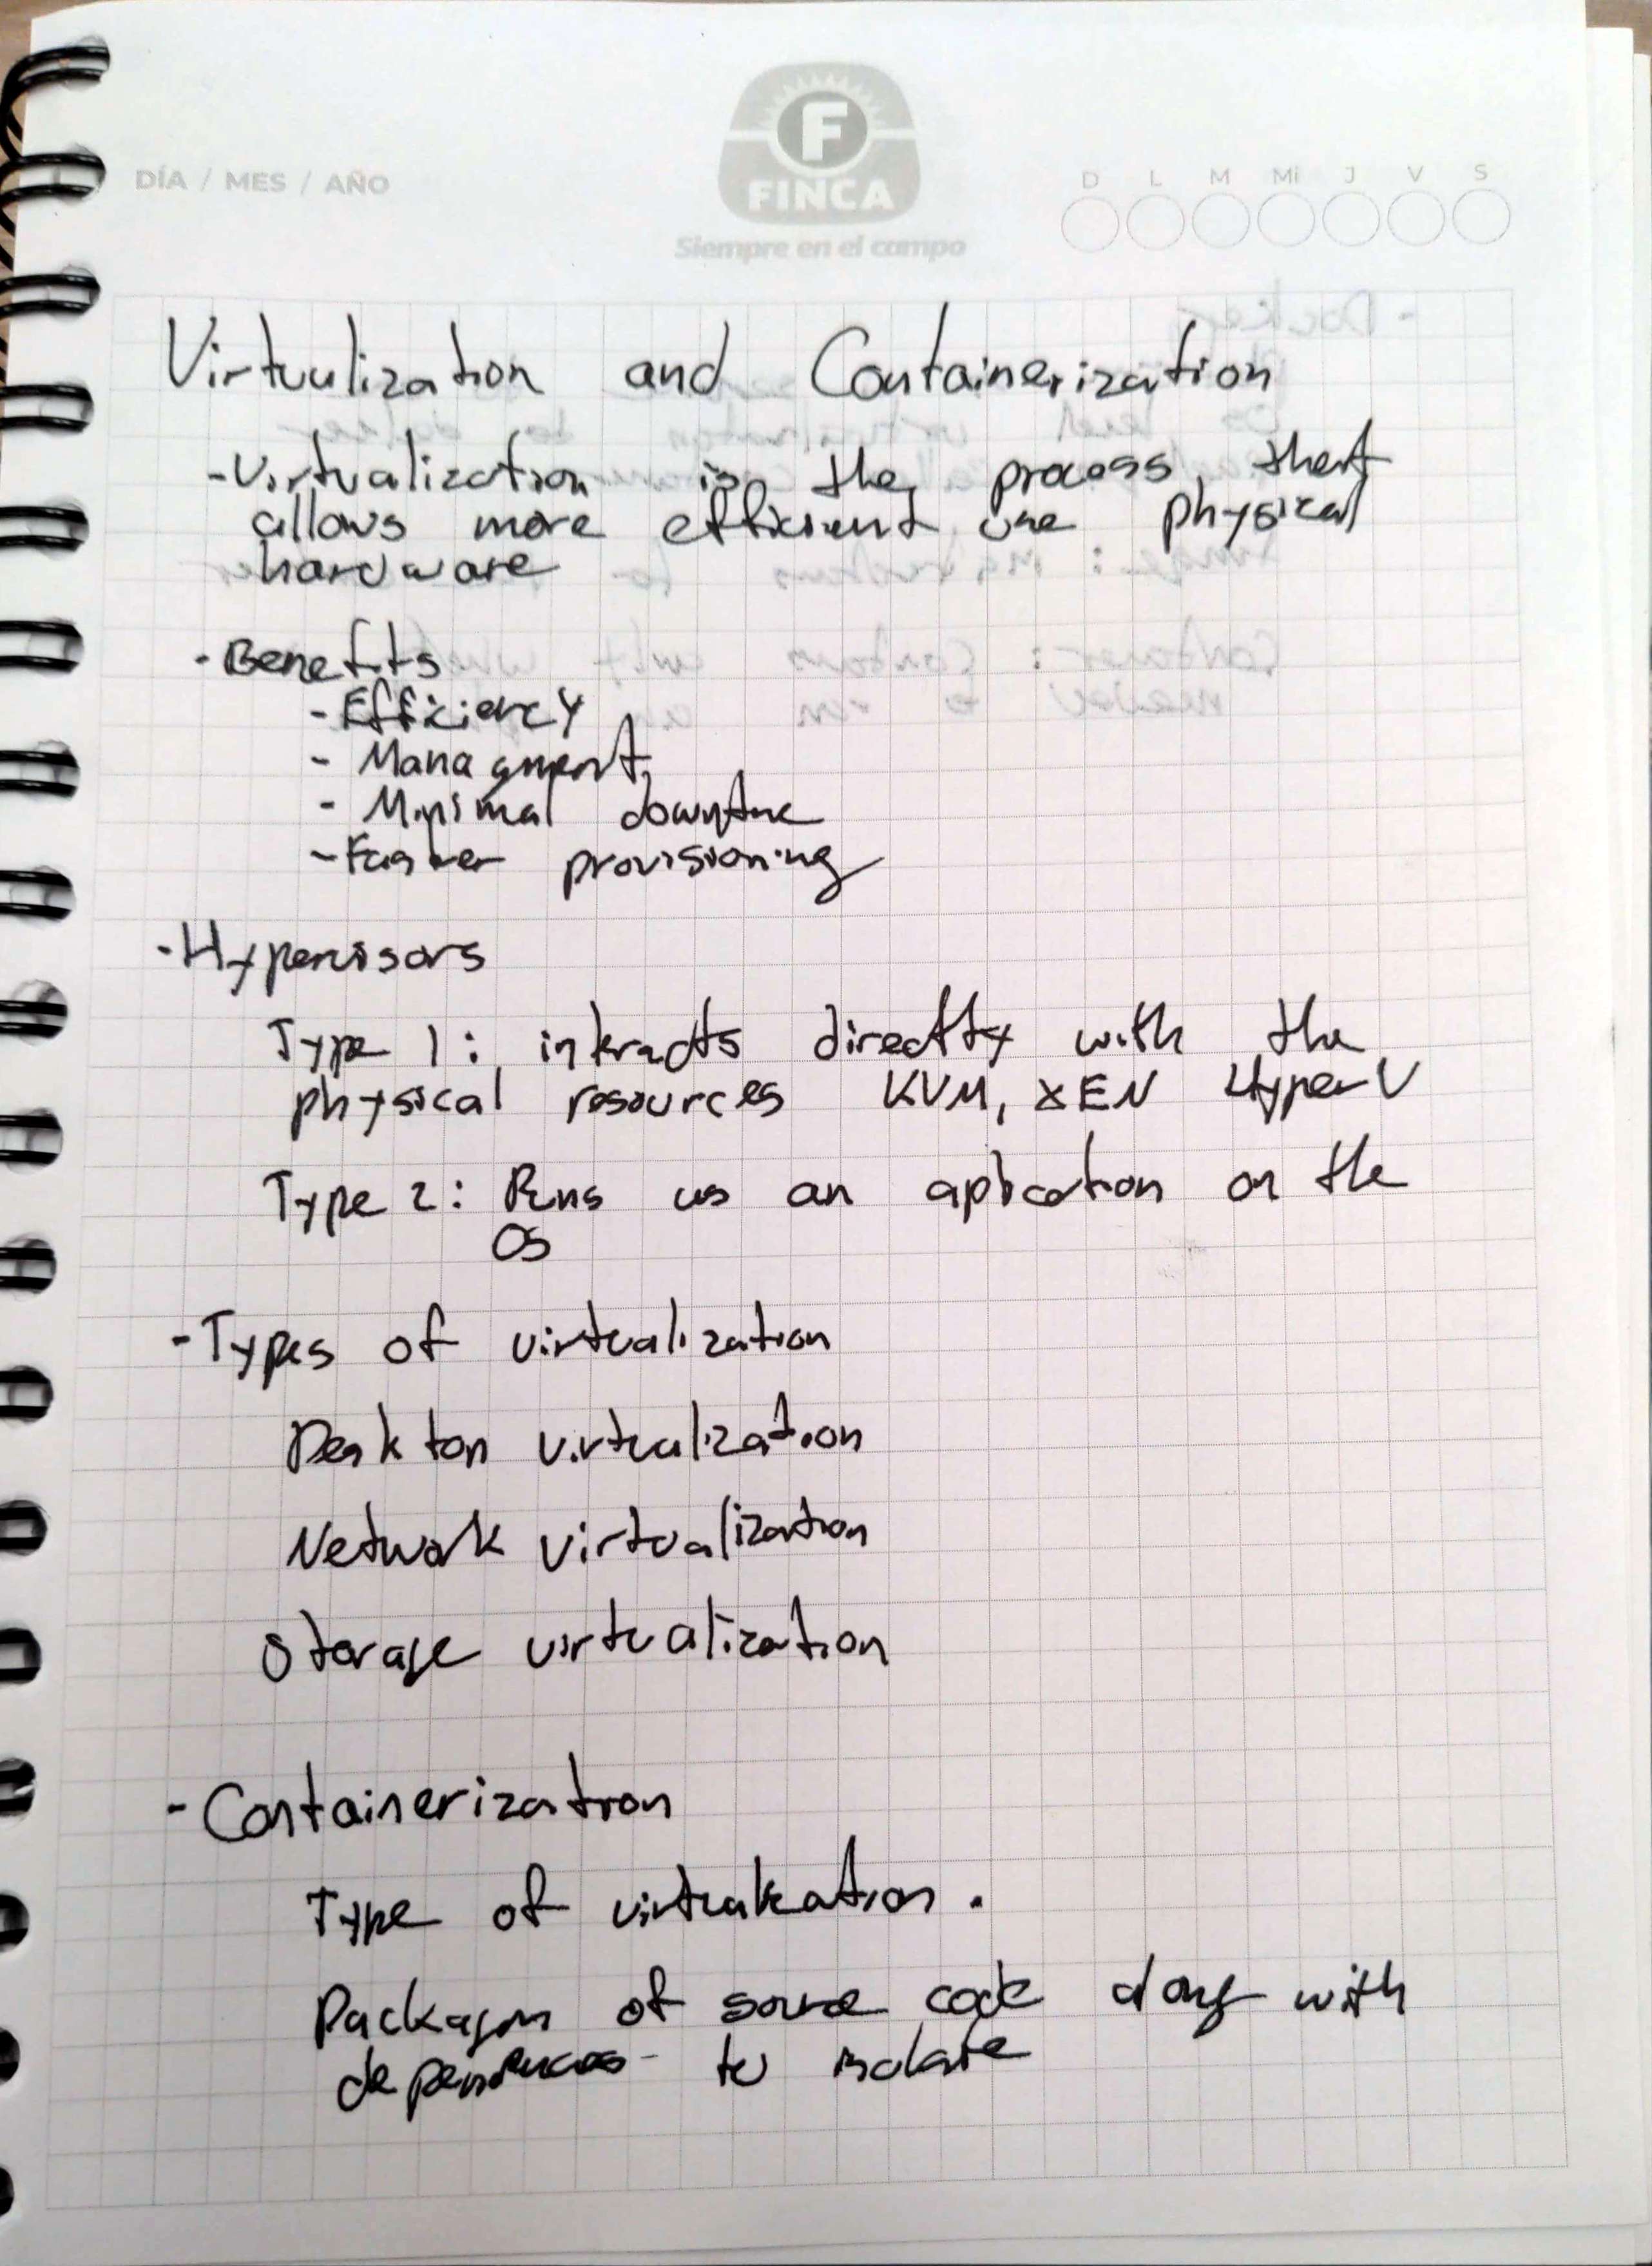 DÍA / MES / AÑO
F
FINCA
Siempre en el campo
D L M Mi J V S
Virtualization and Containerization
- Virtualization is the process that
allows more efficient use physical
hardware
- Benefits
- Efficiency
- Managment
- Minimal downtime
- Faster provisioning
- Hypervisors
Type 1: interacts directly with the
physical resources KVM, XEN HyperV
Type 2: Runs as an aplication on the
OS
- Types of virtualization
Desktop virtualization
Network virtualization
Storage virtualization
- Containerization
Type of virtualization.
Packagin of source code along with
dependencies to isolate